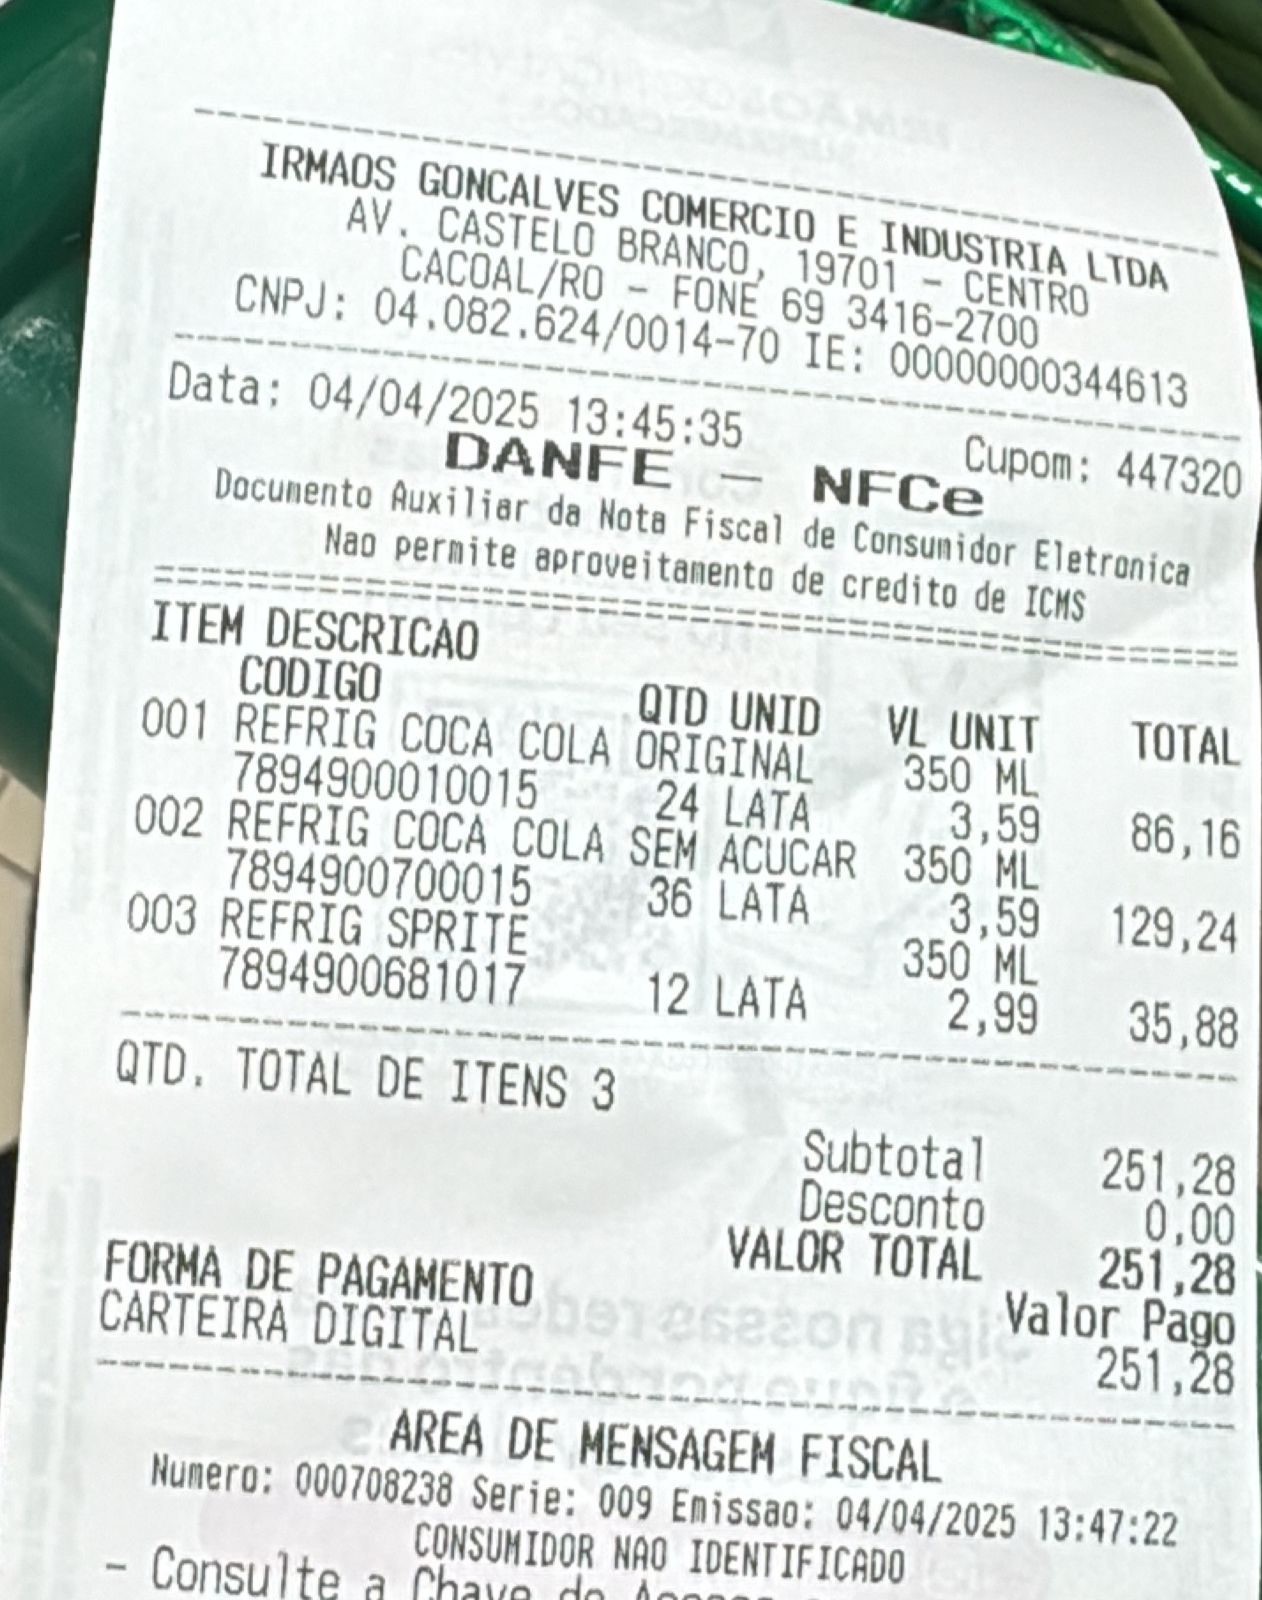 IRMAOS GONCALVES COMERCIO E INDUSTRIA LTDA
AV. CASTELO BRANCO, 19701 - CENTRO
CACOAL/RO - FONE 69 3416-2700
CNPJ: 04.082.624/0014-70 IE: 00000000344613
Data: 04/04/2025 13:45:35 Cupom: 447320
DANFE - NFCe
Documento Auxiliar da Nota Fiscal de Consumidor Eletronica
Nao permite aproveitamento de credito de ICMS
ITEM DESCRICAO
CODIGO QTD UNID VL UNIT TOTAL
001 REFRIG COCA COLA ORIGINAL 350 ML
7894900010015 24 LATA 3,59 86,16
002 REFRIG COCA COLA SEM ACUCAR 350 ML
7894900700015 36 LATA 3,59 129,24
003 REFRIG SPRITE 350 ML
7894900681017 12 LATA 2,99 35,88
QTD. TOTAL DE ITENS 3
Subtotal 251,28
Desconto 0,00
VALOR TOTAL 251,28
FORMA DE PAGAMENTO Valor Pago
CARTEIRA DIGITAL 251,28
AREA DE MENSAGEM FISCAL
Numero: 000708238 Serie: 009 Emissao: 04/04/2025 13:47:22
CONSUMIDOR NAO IDENTIFICADO
- Consulte a Chave de